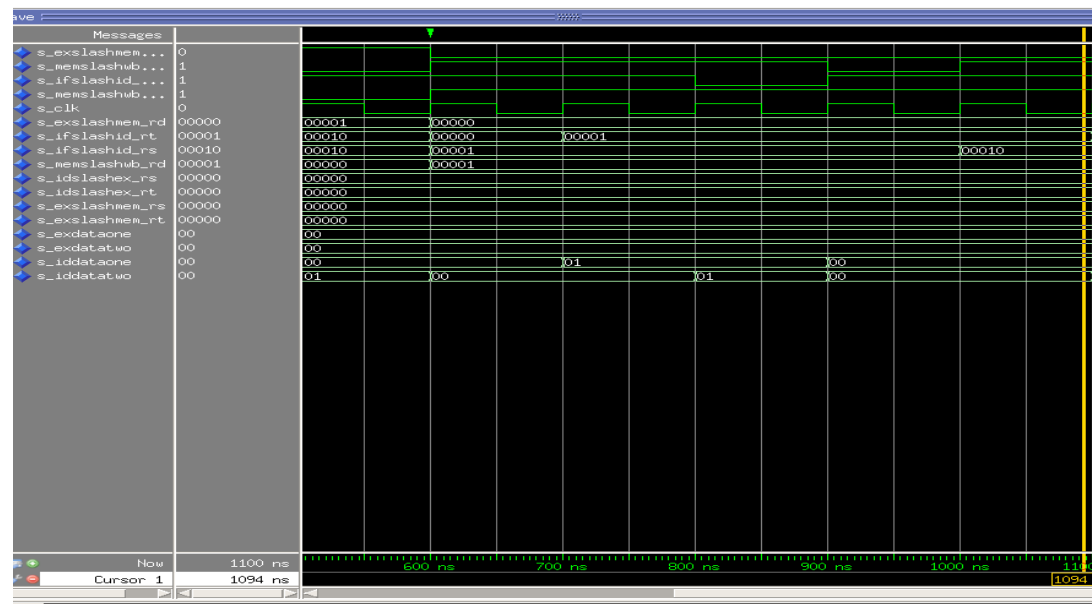 ave
Messages
s_exslashmem... 0
s_memslashwb... 1
s_ifslashid_... 1
s_memslashwb... 1
s_clk 0
s_exslashmem_rd 00000 00001 00000
s_ifslashid_rt 00001 00010 00000 00001
s_ifslashid_rs 00010 00010 00001 00010
s_memslashwb_rd 00001 00000 00001
s_idslashex_rs 00000 00000
s_idslashex_rt 00000 00000
s_exslashmem_rs 00000 00000
s_exslashmem_rt 00000 00000
s_exdataone 00 00
s_exdatatwo 00 00
s_iddataone 00 00 01 00
s_iddatatwo 00 01 00 01 00
Now 1100 ns 600 ns 700 ns 800 ns 900 ns 1000 ns 1100
Cursor 1 1094 ns 1094